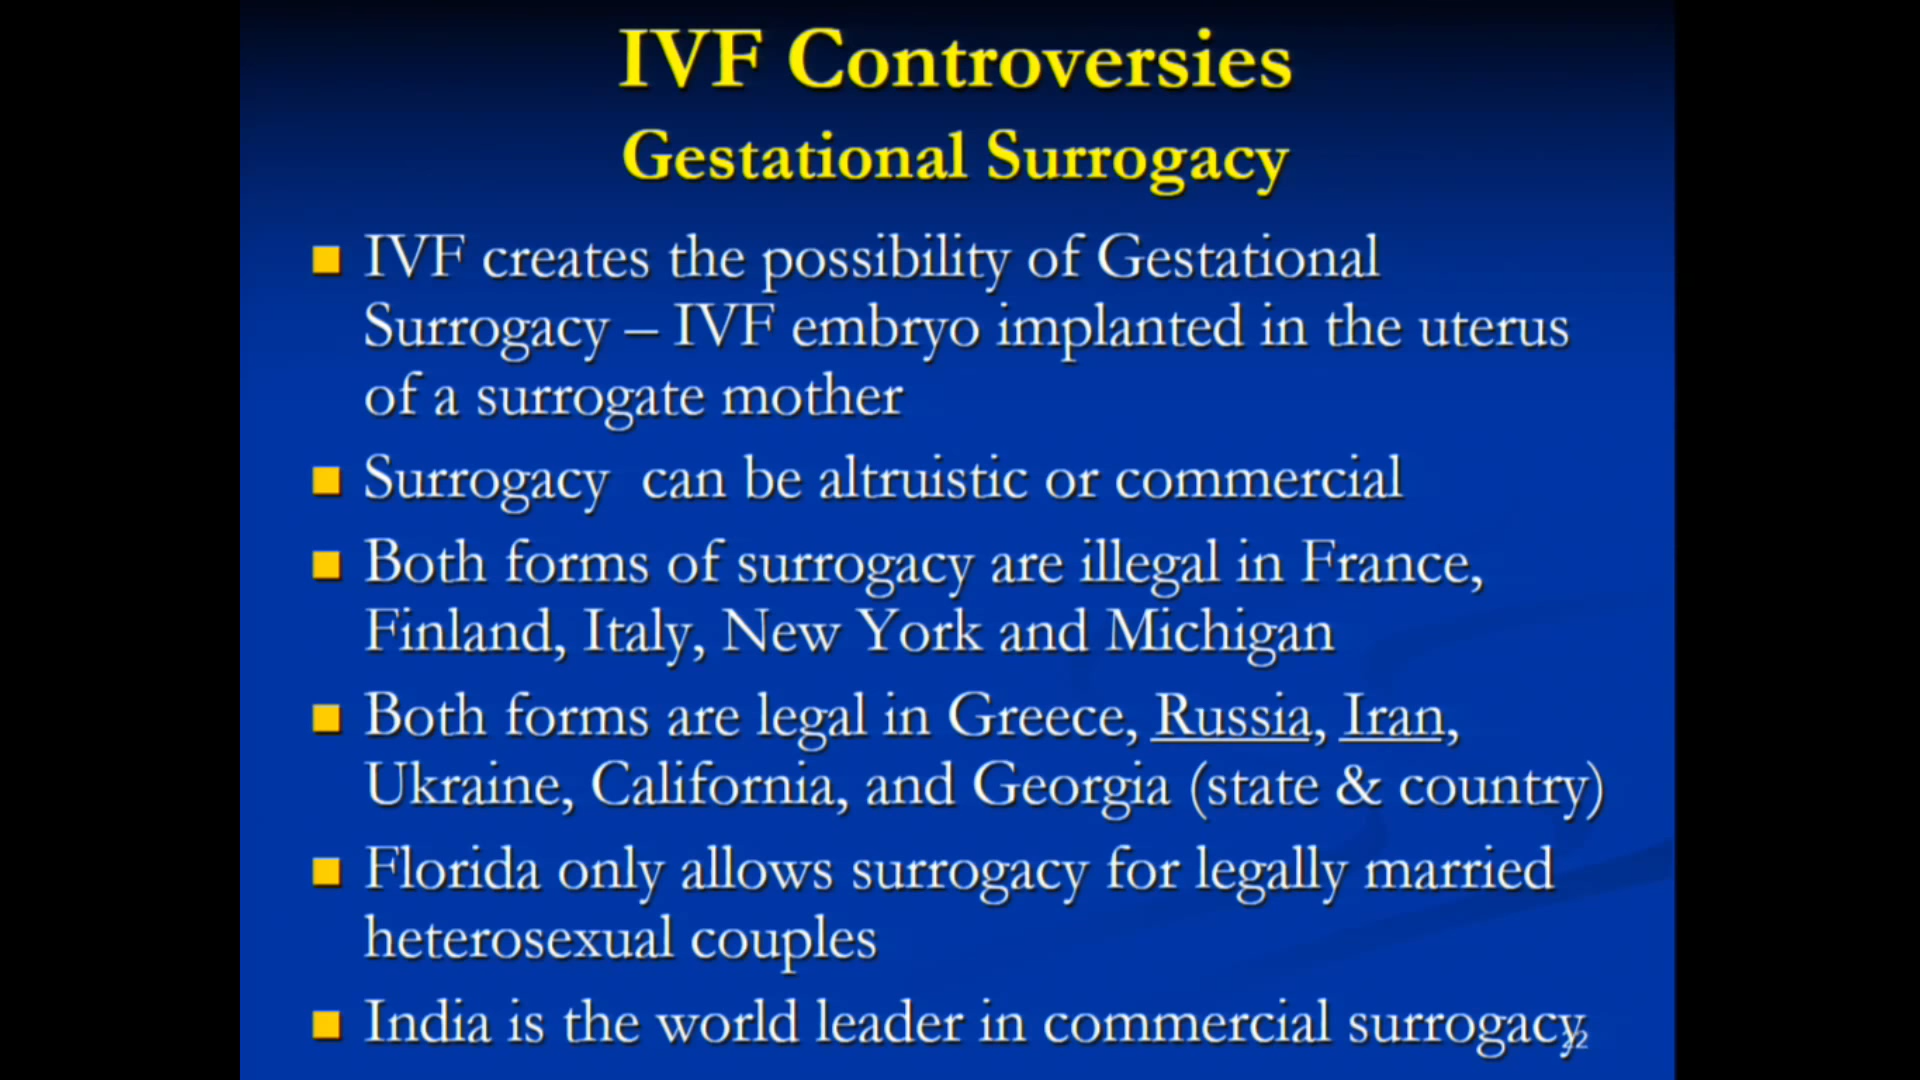 IVF Controversies
Gestational Surrogacy
IVF creates the possibility of Gestational
Surrogacy – IVF embryo implanted in the uterus
of a surrogate mother
Surrogacy can be altruistic or commercial
Both forms of surrogacy are illegal in France,
Finland, Italy, New York and Michigan
Both forms are legal in Greece, Russia, Iran,
Ukraine, California, and Georgia (state & country)
Florida only allows surrogacy for legally married
heterosexual couples
India is the world leader in commercial surrogacy
22